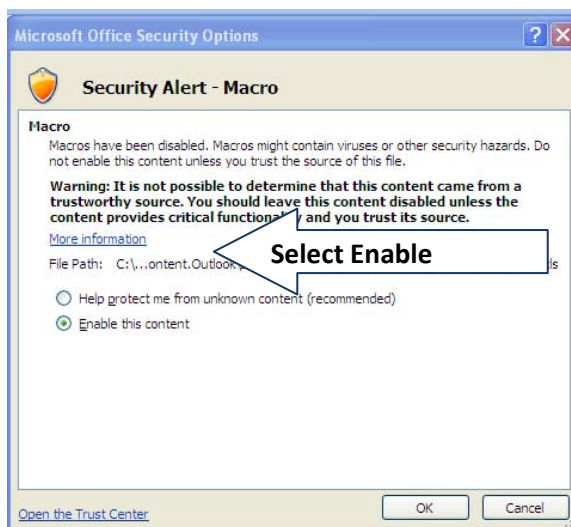 Microsoft Office Security Options
Security Alert - Macro
Macro
Macros have been disabled. Macros might contain viruses or other security hazards. Do
not enable this content unless you trust the source of this file.
Warning: It is not possible to determine that this content came from a
trustworthy source. You should leave this content disabled unless the
content provides critical functionality and you trust its source.
More information
Select Enable
File Path: C:\...ontent.Outlook\
Help protect me from unknown content (recommended)
Enable this content
Open the Trust Center
OK
Cancel